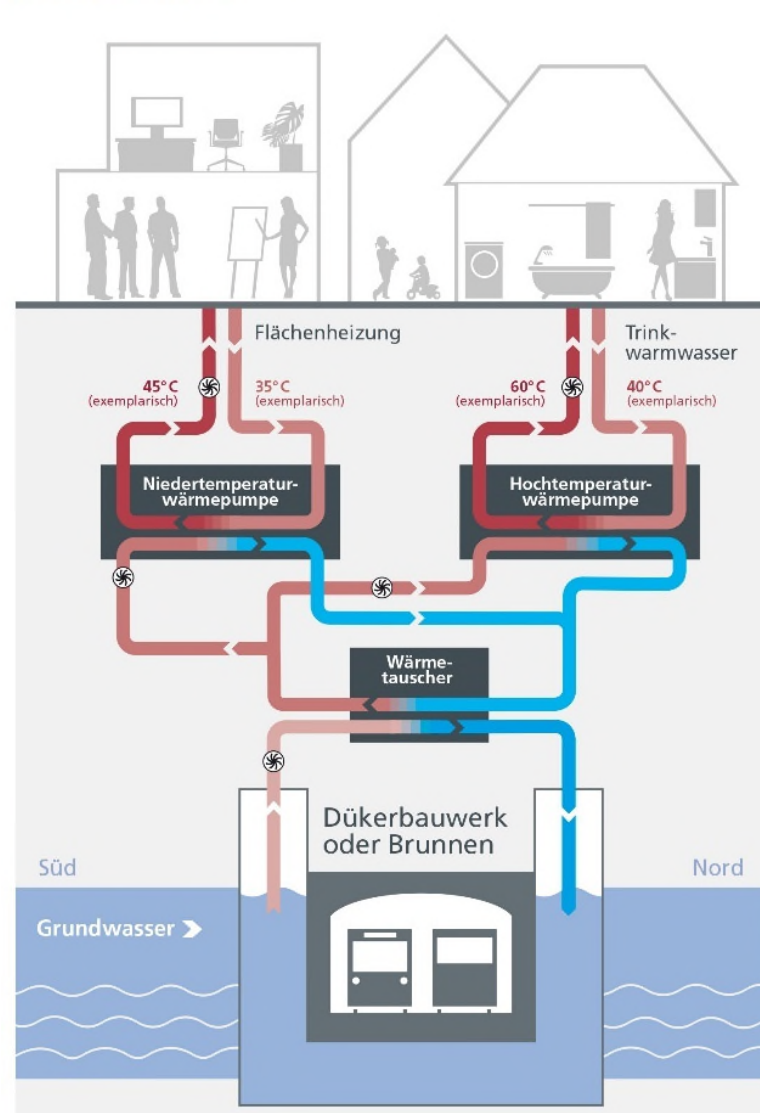 Flächenheizung
Trink-
warmwasser
45°C
(exemplarisch)
35°C
(exemplarisch)
60°C
(exemplarisch)
40°C
(exemplarisch)
Niedertemperatur-
wärmepumpe
Hochtemperatur-
wärmepumpe
Wärme-
tauscher
Dükerbauwerk
oder Brunnen
Süd
Nord
Grundwasser